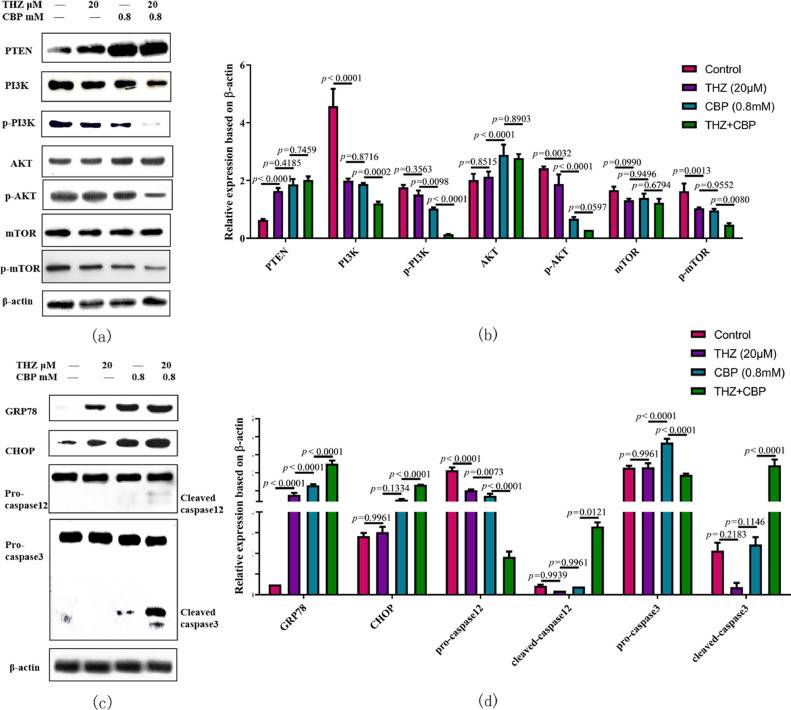 THZ μM — 20 — 20
CBP mM — — 0.8 0.8
PTEN
PI3K
p-PI3K
AKT
p-AKT
mTOR
p-mTOR
β-actin
(a)
Relative expression based on β-actin
6
4
2
0
Control
THZ (20μM)
CBP (0.8mM)
THZ+CBP
p<0.0001
p=0.4185
p=0.7459
p<0.0001
p=0.8716
p=0.0002
p=0.3563
p=0.0098
p<0.0001
p=0.8515
p<0.0001
p=0.8903
p=0.0032
p<0.0001
p=0.0597
p=0.0990
p=0.9496
p=0.6794
p=0.0013
p=0.9552
p=0.0080
PTEN
PI3K
p-PI3K
AKT
p-AKT
mTOR
p-mTOR
(b)
THZ μM — 20 — 20
CBP mM — — 0.8 0.8
GRP78
CHOP
Pro-
caspase12
Cleaved
caspase12
Pro-
caspase3
Cleaved
caspase3
β-actin
(c)
Relative expression based on β-actin
Control
THZ (20μM)
CBP (0.8mM)
THZ+CBP
p<0.0001
p<0.0001
p<0.0001
p=0.9961
p=0.1334
p<0.0001
p<0.0001
p=0.0073
p<0.0001
p=0.9939
p=0.9961
p=0.0121
p=0.9961
p<0.0001
p<0.0001
p=0.2183
p=0.1146
p<0.0001
GRP78
CHOP
pro-caspase12
cleaved-caspase12
pro-caspase3
cleaved-caspase3
(d)